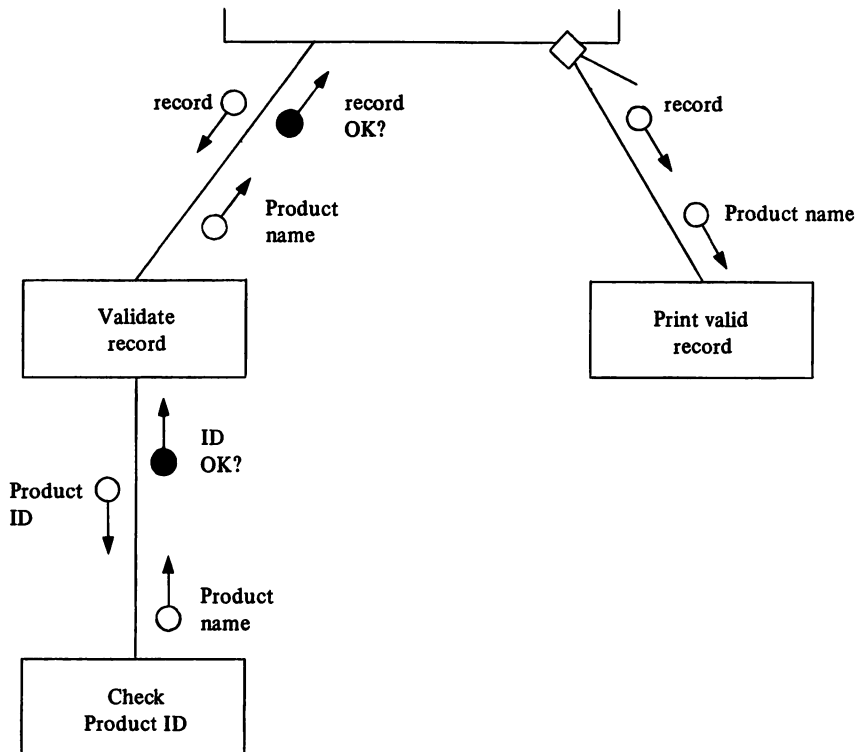 record
record
OK?
record
Product
name
Product name
Validate
record
Print valid
record
ID
OK?
Product
ID
Product
name
Check
Product ID